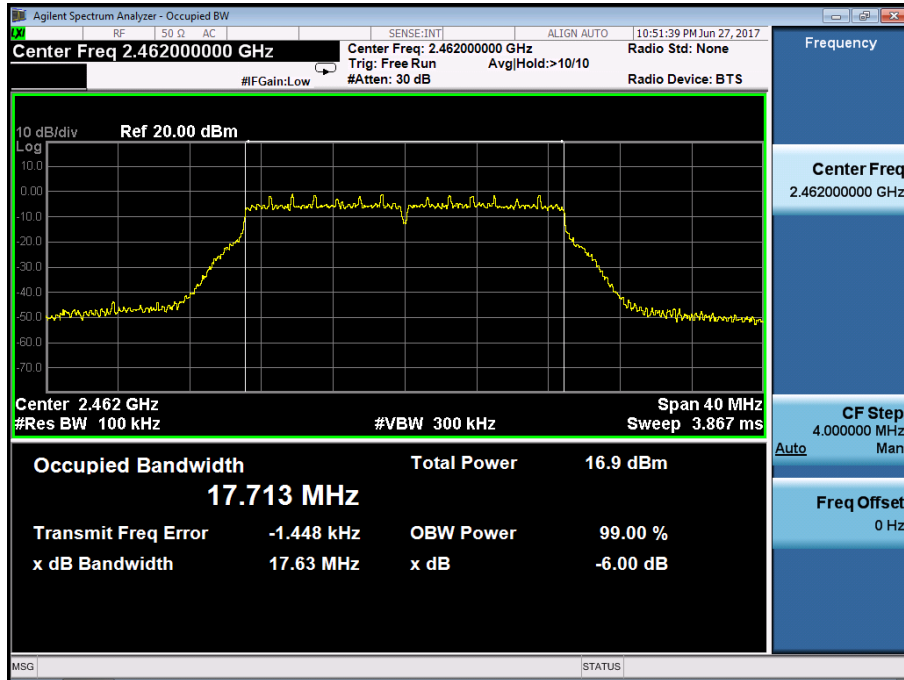 Agilent Spectrum Analyzer - Occupied BW
LXI RF 50 Ω AC SENSE:INT ALIGN AUTO 10:51:39 PM Jun 27, 2017
Center Freq 2.462000000 GHz
Center Freq: 2.462000000 GHz
Radio Std: None
Trig: Free Run Avg|Hold:>10/10
#IFGain:Low
#Atten: 30 dB
Radio Device: BTS
Frequency
10 dB/div Ref 20.00 dBm
Log
10.0
0.00
-10.0
-20.0
-30.0
-40.0
-50.0
-60.0
-70.0
Center 2.462 GHz
Span 40 MHz
#Res BW 100 kHz
#VBW 300 kHz
Sweep 3.867 ms
Occupied Bandwidth
17.713 MHz
Total Power 16.9 dBm
Transmit Freq Error -1.448 kHz
OBW Power 99.00 %
x dB Bandwidth 17.63 MHz
x dB -6.00 dB
Center Freq
2.462000000 GHz
CF Step
4.000000 MHz
Auto Man
Freq Offset
0 Hz
MSG
STATUS